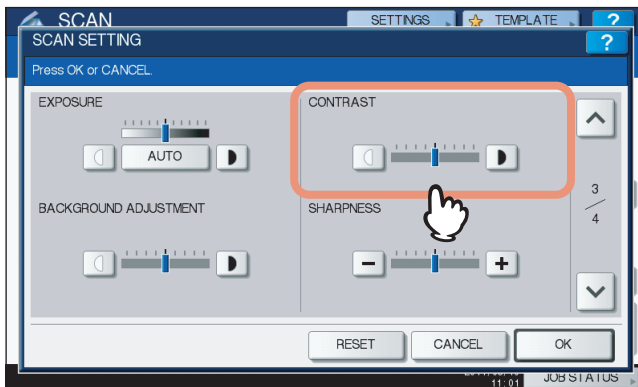 SCAN
SETTINGS
TEMPLATE
?
SCAN SETTING
?
Press OK or CANCEL.
EXPOSURE
CONTRAST
AUTO
3
4
BACKGROUND ADJUSTMENT
SHARPNESS
RESET
CANCEL
OK
11:01
JOB STATUS